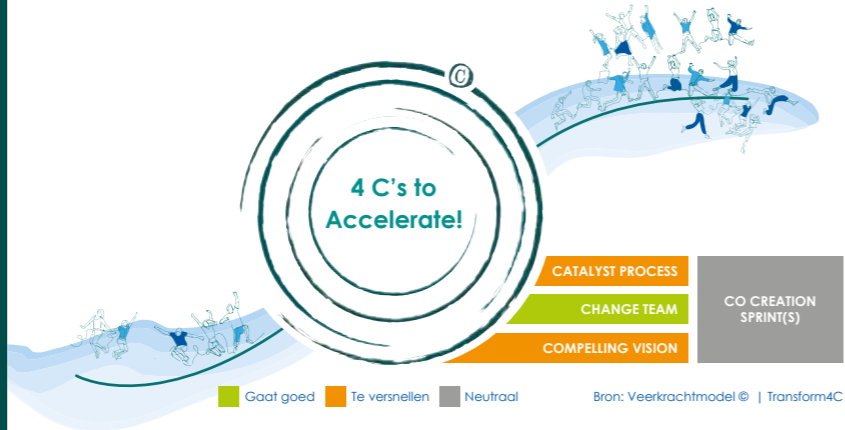 ©
4 C's to
Accelerate!
CATALYST PROCESS
CHANGE TEAM
COMPELLING VISION
CO CREATION
SPRINT(S)
Gaat goed
Te versnellen
Neutraal
Bron: Veerkrachtmodel © | Transform4C